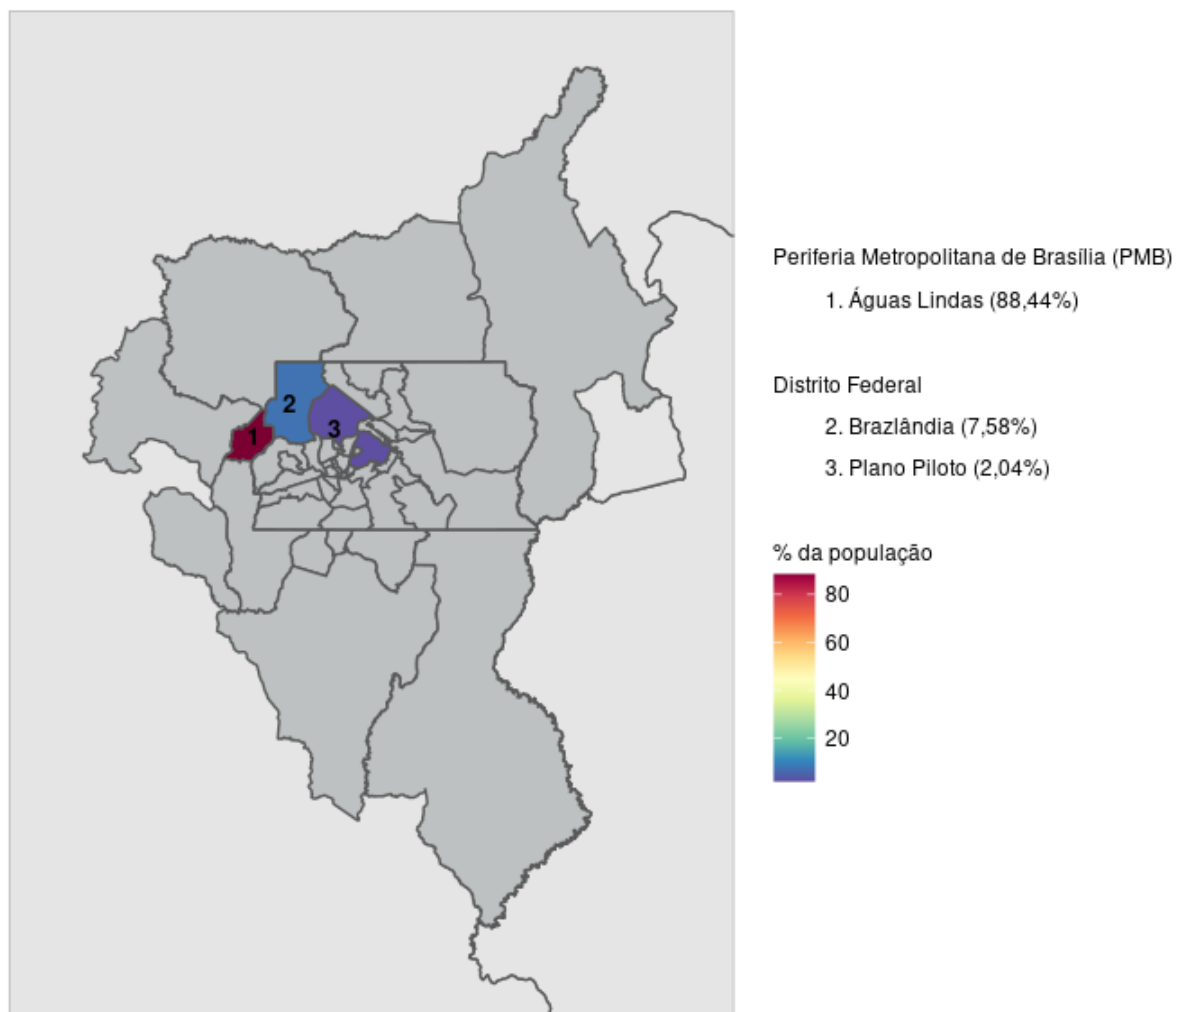 1
2
3
Periferia Metropolitana de Brasília (PMB)
1. Águas Lindas (88,44%)
Distrito Federal
2. Brazlândia (7,58%)
3. Plano Piloto (2,04%)
% da população
80
60
40
20